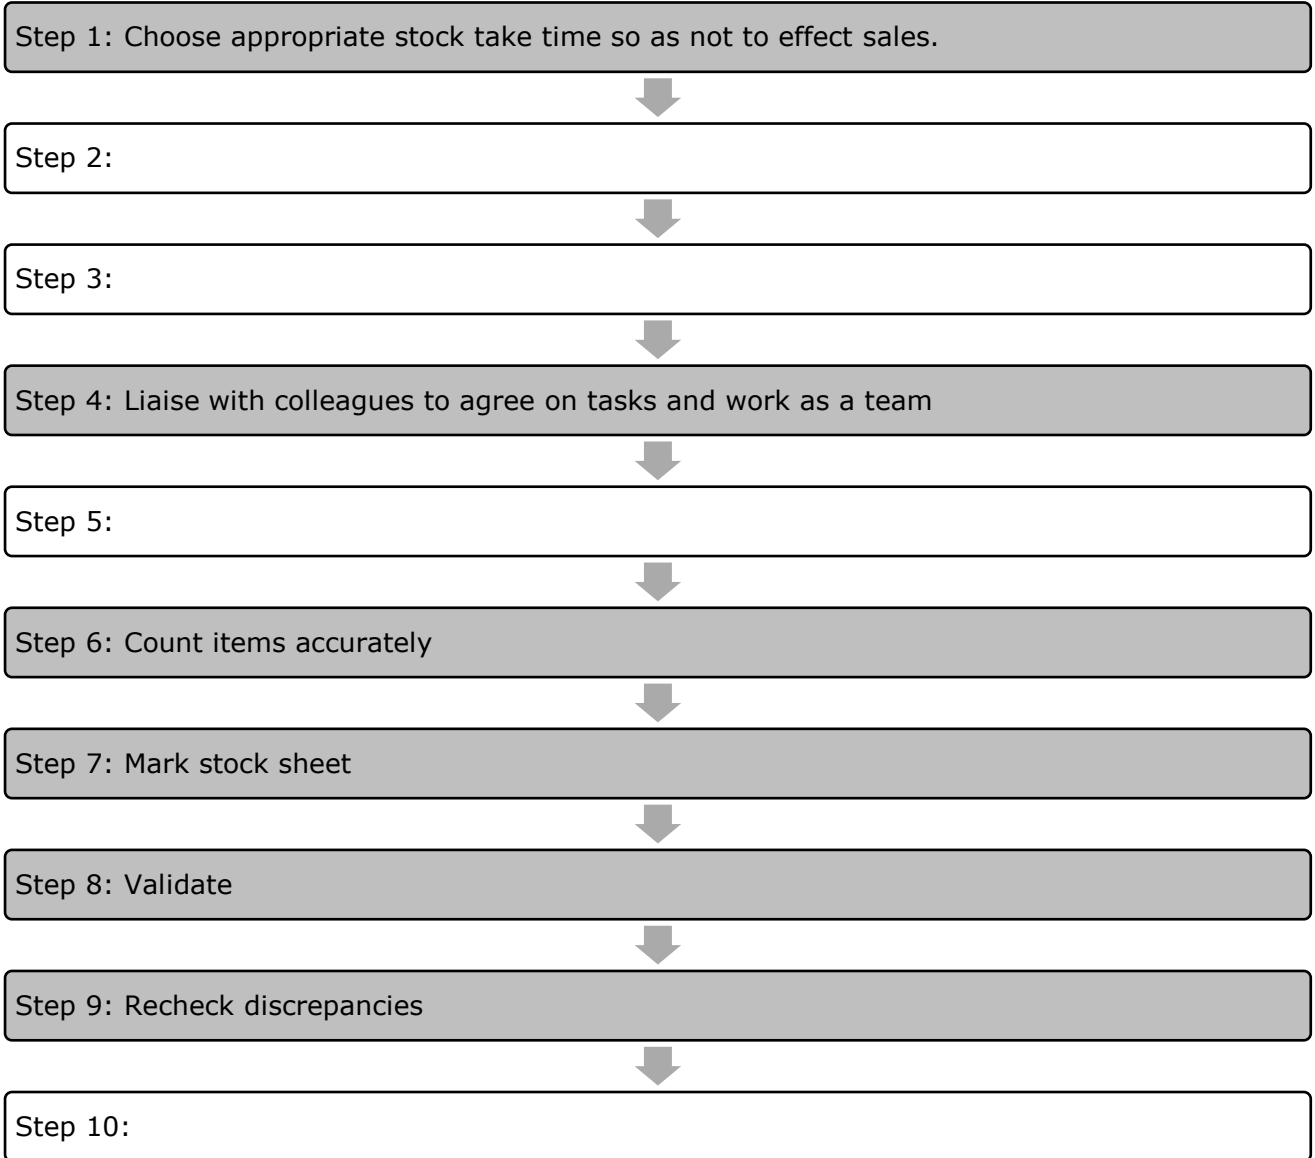 Step 1: Choose appropriate stock take time so as not to effect sales.
Step 2:
Step 3:
Step 4: Liaise with colleagues to agree on tasks and work as a team
Step 5:
Step 6: Count items accurately
Step 7: Mark stock sheet
Step 8: Validate
Step 9: Recheck discrepancies
Step 10: